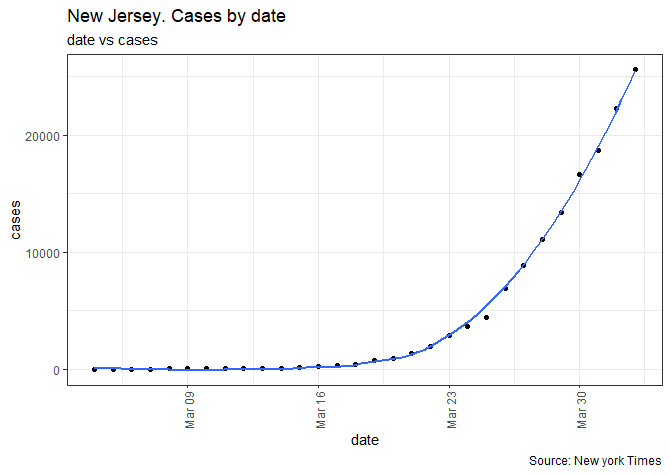 New Jersey. Cases by date
date vs cases
cases
20000
10000
0
Mar 09
Mar 16
Mar 23
Mar 30
date
Source: New york Times